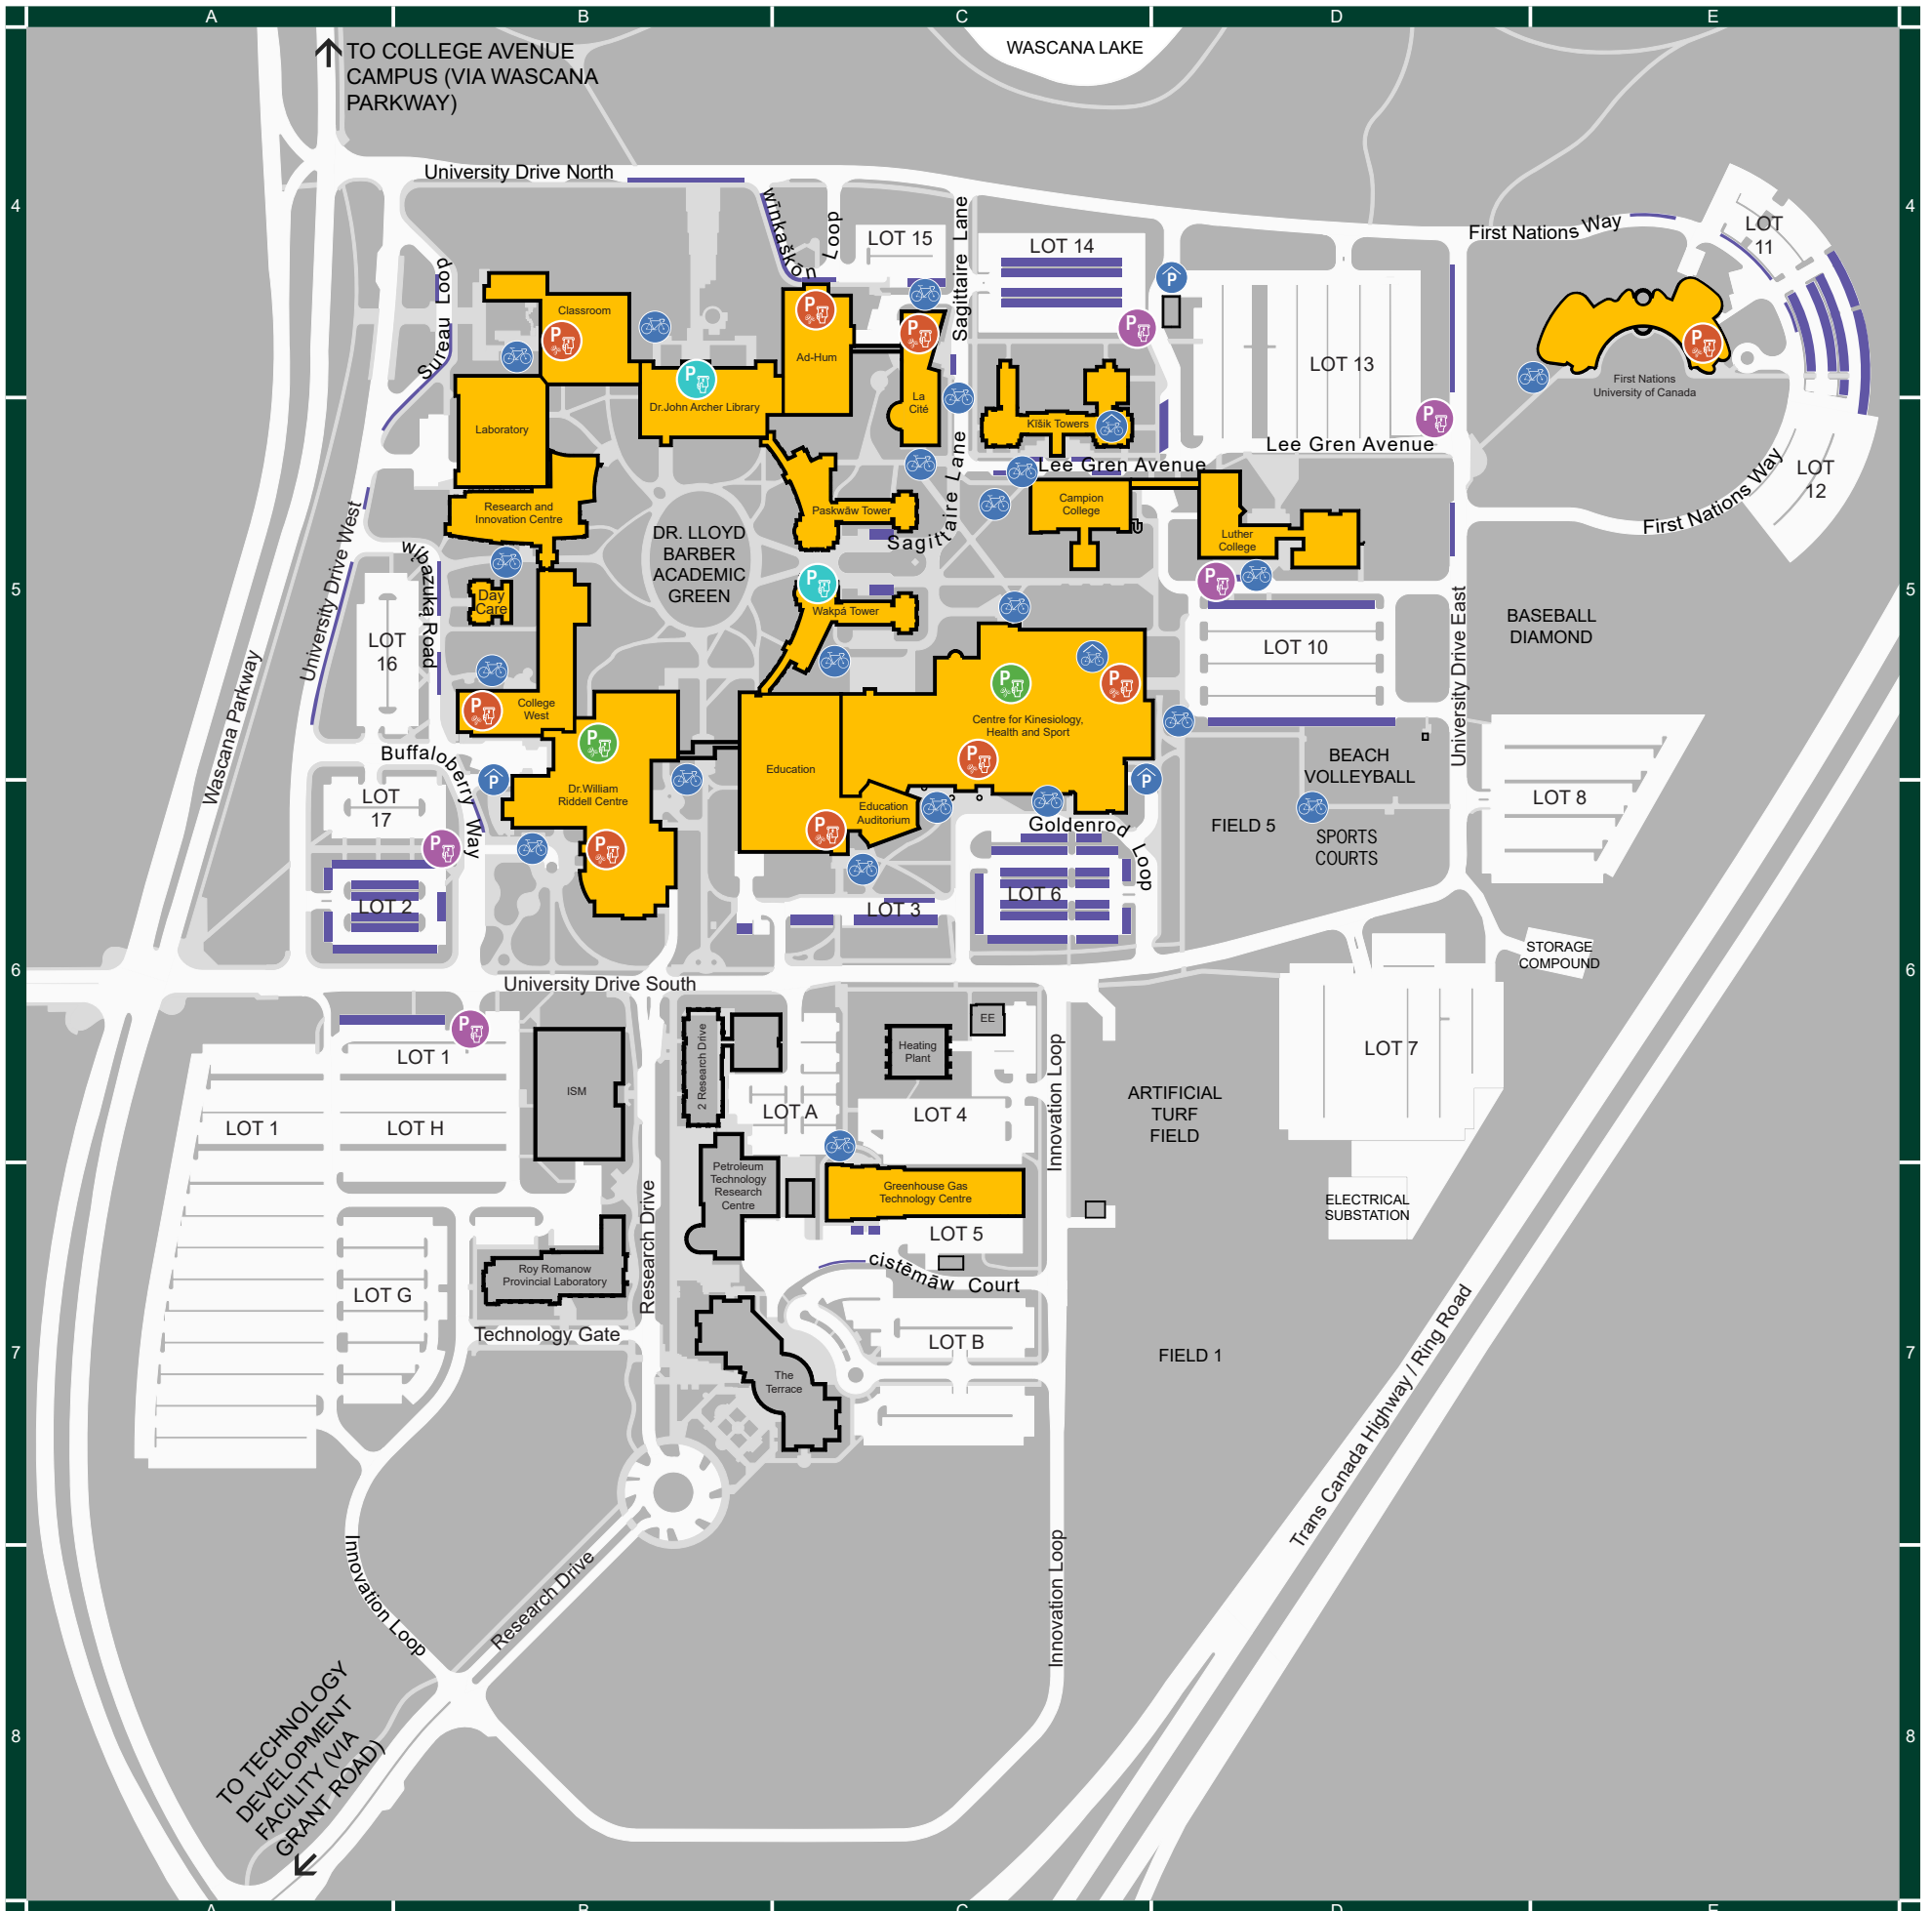 A
B
C
D
E
TO COLLEGE AVENUE
CAMPUS (VIA WASCANA
PARKWAY)
WASCANA LAKE
4
4
University Drive North
wīnkaškón Loop
Sagittaire Lane
First Nations Way
LOT
11
LOT 15
LOT 14
Sureau Loop
P
Classroom
P
P
P
P
P
Ad-Hum
LOT 13
P
First Nations
University of Canada
Dr.John Archer Library
La
Cité
P
Kīšik Towers
Laboratory
Lee Gren Avenue
Lee Gren Avenue
LOT
12
First Nations Way
Research and
Innovation Centre
Paskwāw Tower
Sagittaire Lane
Campion
College
Luther
College
DR. LLOYD
BARBER
ACADEMIC
GREEN
University Drive West
wíbazuka Road
5
5
P
P
Day
Care
Wakpá Tower
LOT
16
LOT 10
BASEBALL
DIAMOND
University Drive East
Wascana Parkway
P
P
P
College
West
Centre for Kinesiology,
Health and Sport
P
P
Buffaloberry Way
Education
BEACH
VOLLEYBALL
P
P
LOT
17
Dr.William
Riddell Centre
Education
Auditorium
LOT 8
Goldenrod Loop
FIELD 5
SPORTS
COURTS
P
P
P
LOT 2
LOT 3
LOT 6
STORAGE
COMPOUND
6
6
University Drive South
P
EE
LOT 1
2 Research Drive
Heating
Plant
LOT 7
ISM
LOT A
LOT 4
Innovation Loop
ARTIFICIAL
TURF
FIELD
LOT 1
LOT H
Petroleum
Technology
Research
Centre
Greenhouse Gas
Technology Centre
ELECTRICAL
SUBSTATION
Research Drive
LOT 5
Roy Romanow
Provincial Laboratory
cistēmāw Court
LOT G
Technology Gate
LOT B
7
7
FIELD 1
The
Terrace
Trans Canada Highway / Ring Road
Innovation Loop
Research Drive
Innovation Loop
TO TECHNOLOGY
DEVELOPMENT
FACILITY (VIA
GRANT ROAD)
8
8
A
B
C
D
E